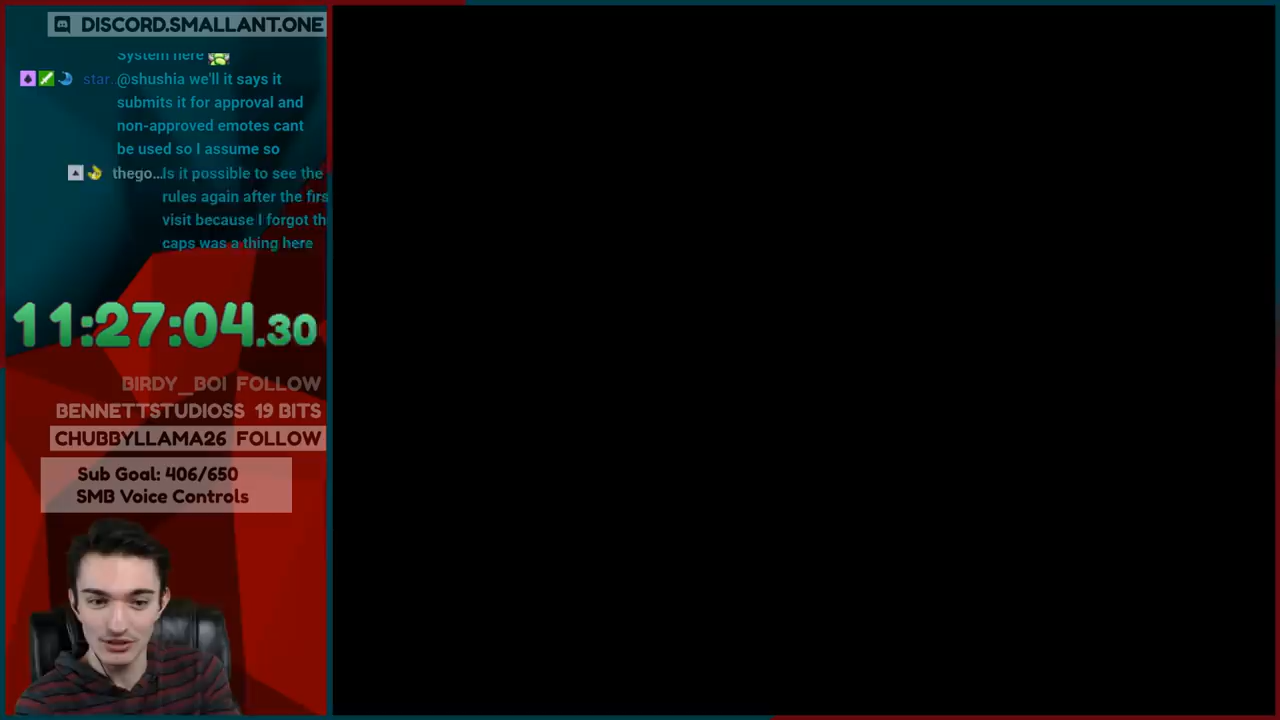 DISCORD.SMALLANT.ONE
System here
star. @shushia we'll it says it
submits it for approval and
non-approved emotes cant
be used so I assume so
thego... Is it possible to see the
rules again after the firs
visit because I forgot th
caps was a thing here
11:27:04.30
BIRDY_BOI FOLLOW
BENNETTSTUDIOSS 19 BITS
CHUBBYLLAMA26 FOLLOW
Sub Goal: 406/650
SMB Voice Controls